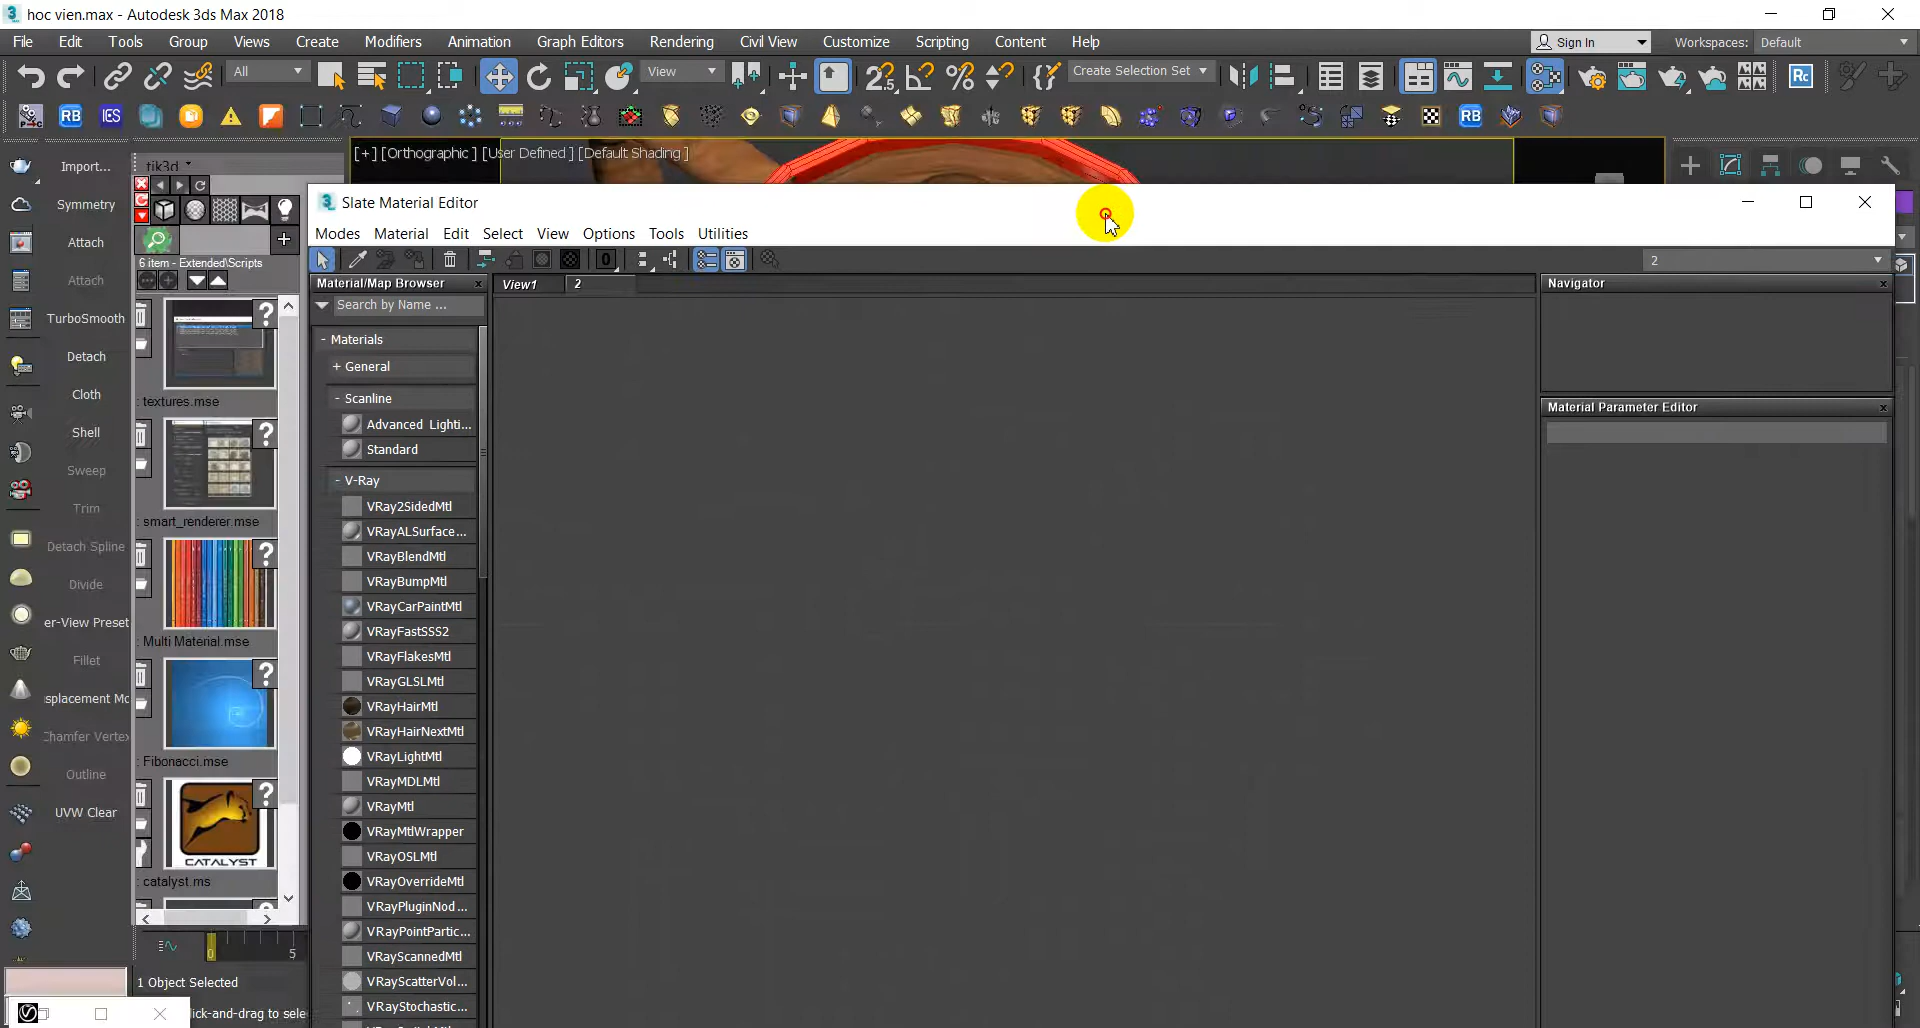 hoc vien.max - Autodesk 3ds Max 2018
File Edit Tools Group Views Create Modifiers Animation Graph Editors Rendering Civil View Customize Scripting Content Help
Sign In Workspaces: Default
All View Create Selection Set
[+] [Orthographic ] [User Defined ] [Default Shading ]
Import...
tik3d
Symmetry
Attach
Attach
TurboSmooth
Detach
Cloth
Shell
Sweep
Trim
Detach Spline
Divide
er-View Preset
Fillet
splacement Mo
Chamfer Vertex
Outline
UVW Clear
6 item - Extended\Scripts
: textures.mse
: smart_renderer.mse
: Multi Material.mse
: Fibonacci.mse
CATALYST
: catalyst.ms
Slate Material Editor
Modes Material Edit Select View Options Tools Utilities
2
Material/Map Browser
View1 2
Navigator
Search by Name ...
- Materials
+ General
- Scanline
Advanced Lighti...
Standard
- V-Ray
VRay2SidedMtl
VRayALSurface...
VRayBlendMtl
VRayBumpMtl
VRayCarPaintMtl
VRayFastSSS2
VRayFlakesMtl
VRayGLSLMtl
VRayHairMtl
VRayHairNextMtl
VRayLightMtl
VRayMDLMtl
VRayMtl
VRayMtlWrapper
VRayOSLMtl
VRayOverrideMtl
VRayPluginNod...
VRayPointPartic...
VRayScannedMtl
VRayScatterVol...
VRayStochastic...
Material Parameter Editor
0 5
1 Object Selected
lick-and-drag to sele